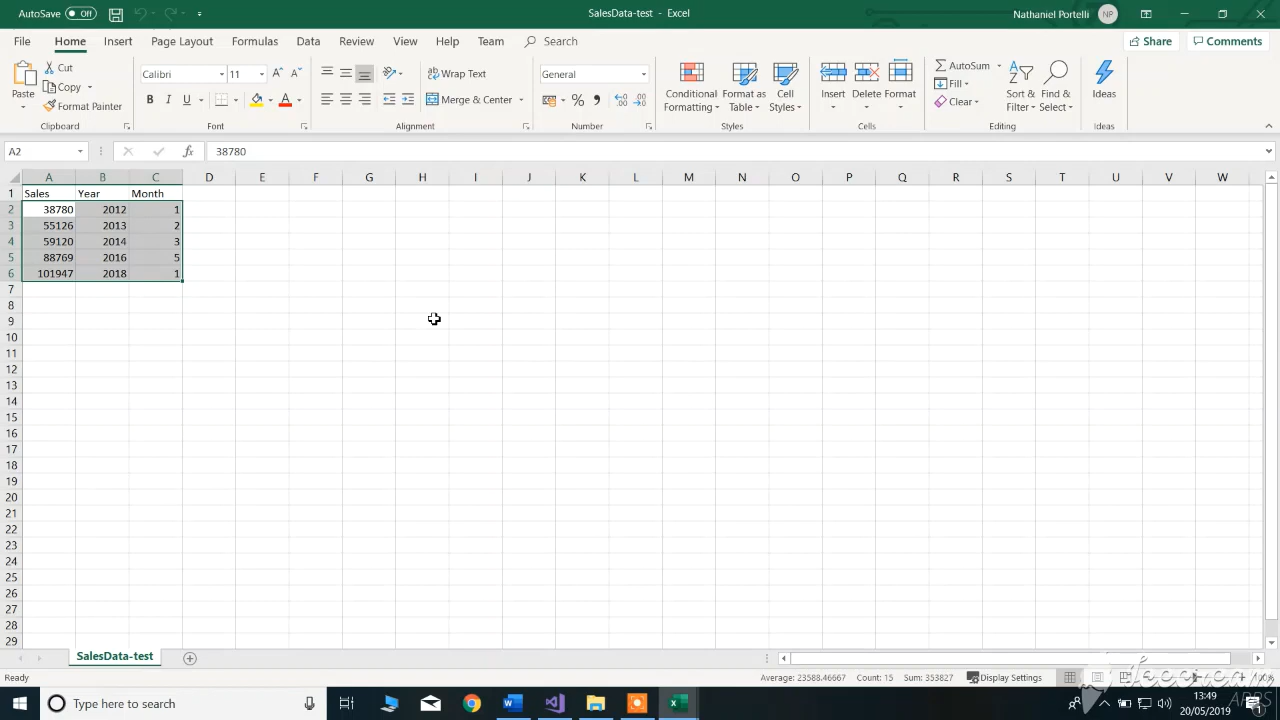 AutoSave Off SalesData-test - Excel Nathaniel Portelli NP
File Home Insert Page Layout Formulas Data Review View Help Team Search Share Comments
Paste Cut Copy Format Painter
Calibri 11
B I U
Wrap Text
Merge & Center
General
% ,
Conditional Formatting
Format as Table
Cell Styles
Insert Delete Format
AutoSum
Fill
Clear
Sort & Filter
Find & Select
Ideas
Clipboard Font Alignment Number Styles Cells Editing Ideas
A2 fx 38780
A B C D E F G H I J K L M N O P Q R S T U V W
1 Sales Year Month
2 38780 2012 1
3 55126 2013 2
4 59120 2014 3
5 88769 2016 5
6 101947 2018 1
7
8
9
10
11
12
13
14
15
16
17
18
19
20
21
22
23
24
25
26
27
28
29
SalesData-test
Ready Average: 23588.46667 Count: 15 Sum: 353827 Display Settings
Type here to search
13:49
20/05/2019